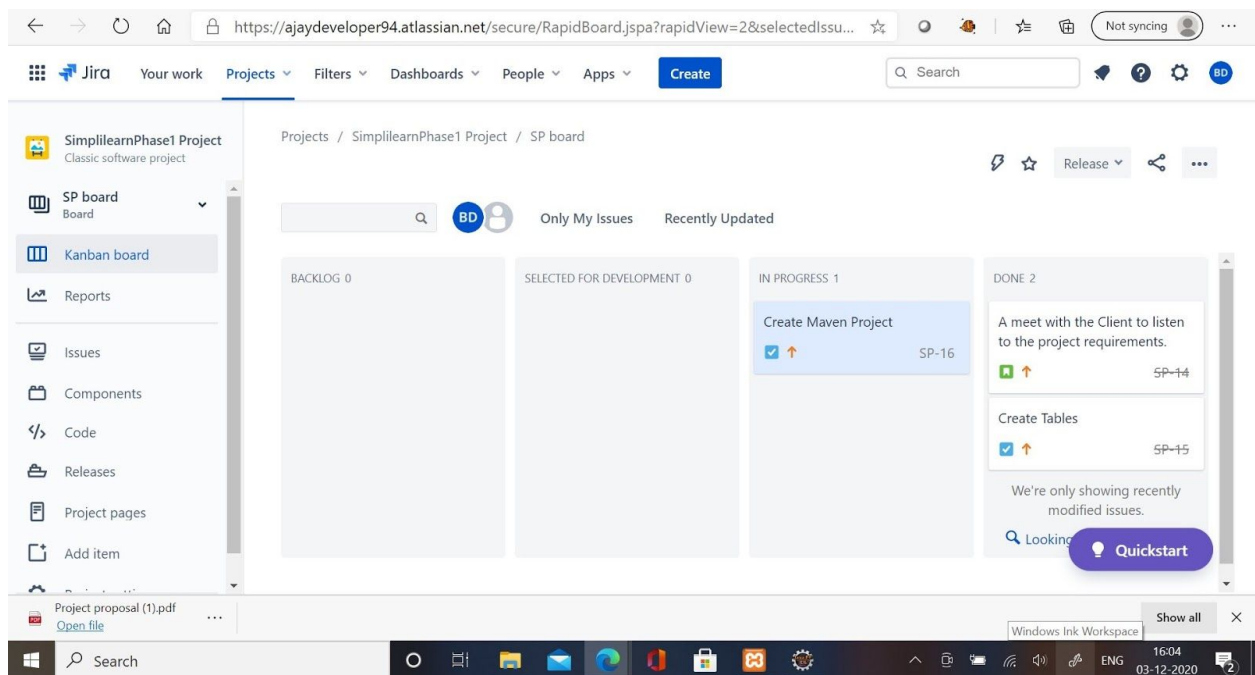 https://ajaydeveloper94.atlassian.net/secure/RapidBoard.jspa?rapidView=2&selectedIssu...
Not syncing
Jira Your work Projects Filters Dashboards People Apps Create Search BD
SimplilearnPhase1 Project
Classic software project
SP board
Board
Kanban board
Reports
Issues
Components
Code
Releases
Project pages
Add item
Projects / SimplilearnPhase1 Project / SP board
Release
BD Only My Issues Recently Updated
BACKLOG 0
SELECTED FOR DEVELOPMENT 0
IN PROGRESS 1
Create Maven Project
SP-16
DONE 2
A meet with the Client to listen
to the project requirements.
SP-14
Create Tables
SP-15
We're only showing recently
modified issues.
Looking
Quickstart
Project proposal (1).pdf
Open file
PDF
Show all
Windows Ink Workspace
Search
ENG
16:04
03-12-2020
2